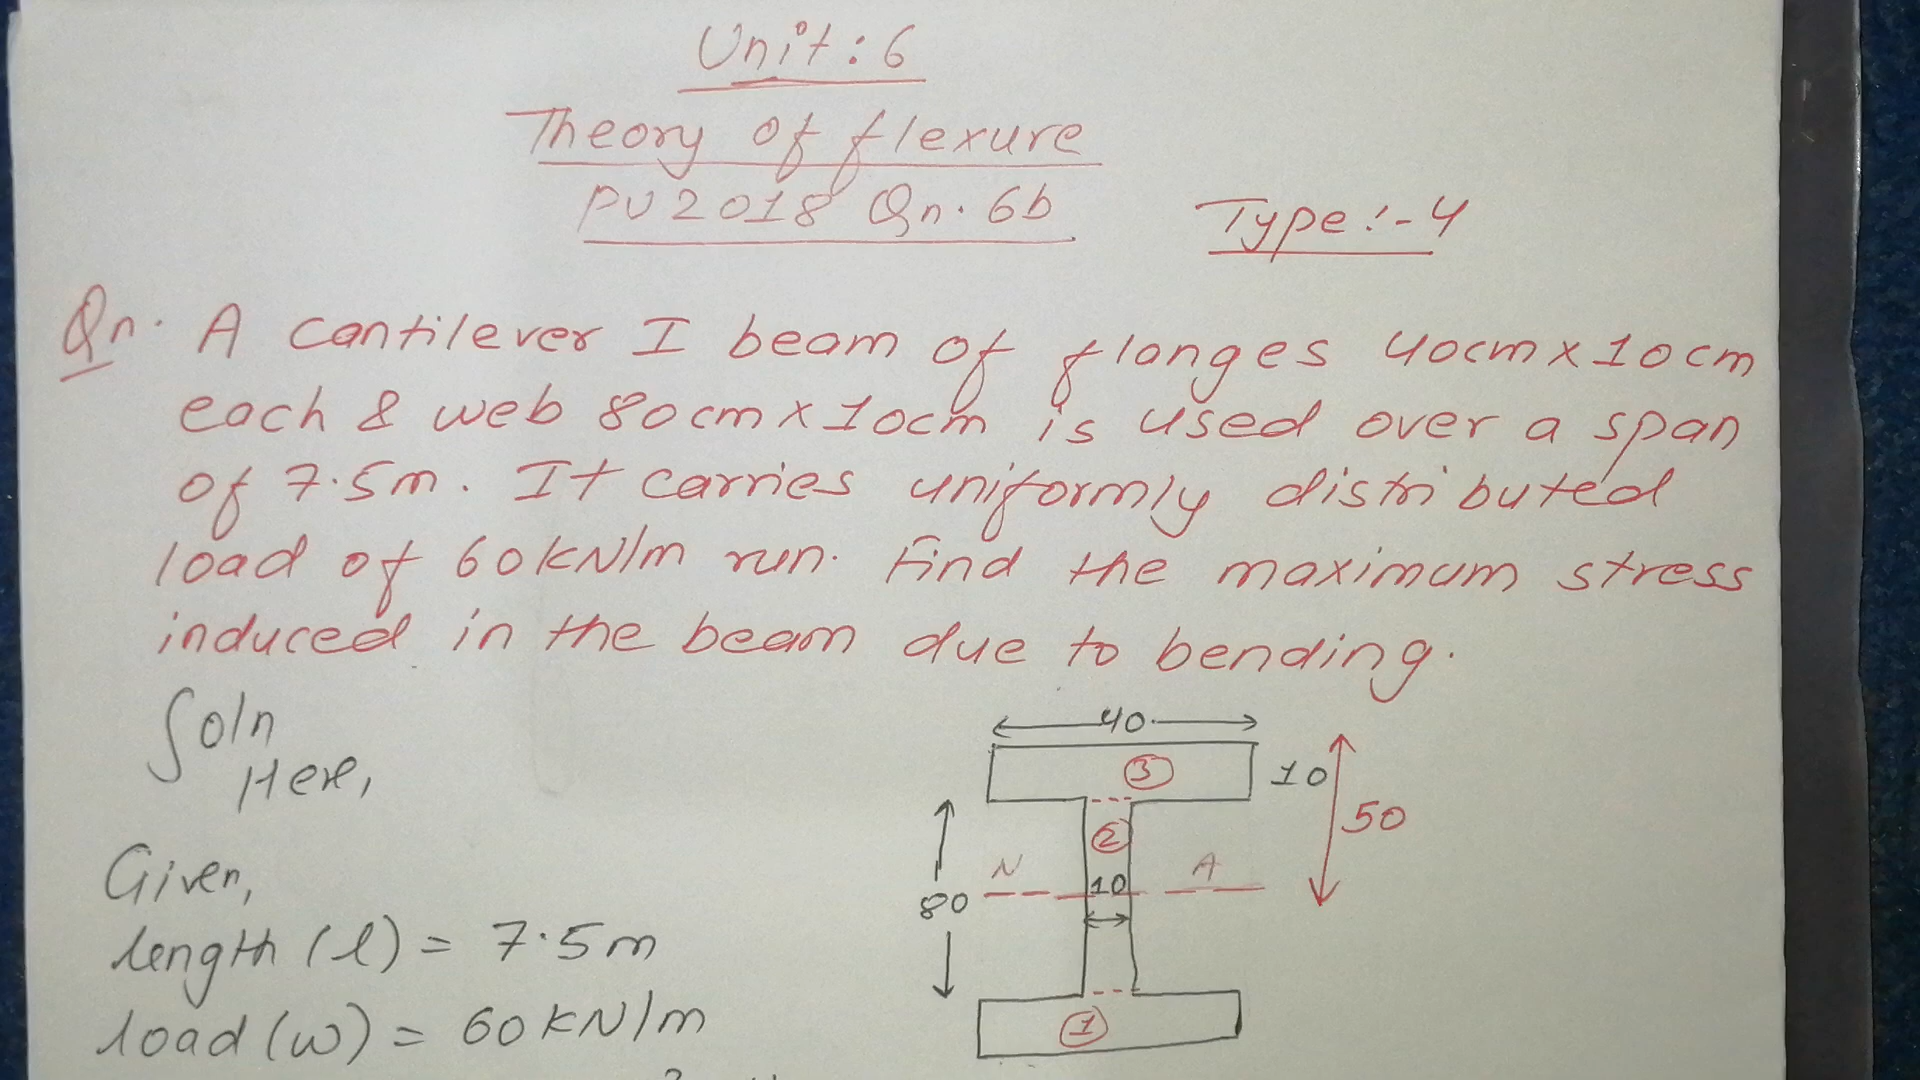 Unit: 6
Theory of flexure
PU 2018 Qn. 6b
Type:-4
Qn. A cantilever I beam of flanges 40cm x 10cm
each & web 80cm x 10cm is used over a span
of 7.5m. It carries uniformly distributed
load of 60kN/m run. Find the maximum stress
induced in the beam due to bending.
Soln
Here,
Given,
length (l) = 7.5m
load (w) = 60 kN/m
40
3
10
50
2
N
10
A
80
1